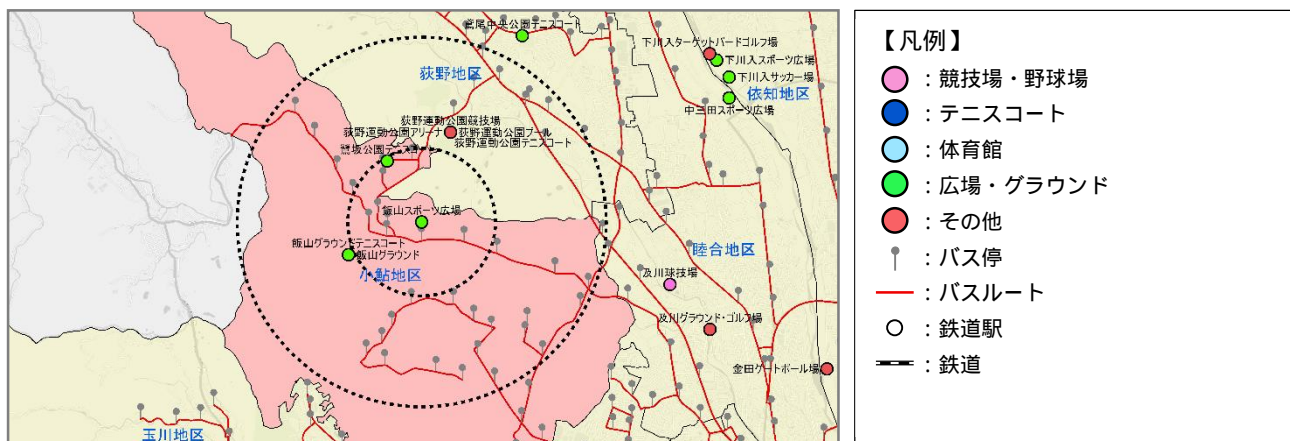 鳶尾中央公園テニスコート
下川入ターゲットバードゴルフ場
下川入スポーツ広場
荻野地区
下川入サッカー場
依知地区
中三田スポーツ広場
荻野運動公園競技場
荻野運動公園アリーナ
荻野運動公園プール
荻野運動公園テニスコート
鷺坂公園テニスコート
飯山スポーツ広場
飯山グラウンドテニスコート
飯山グラウンド
小鮎地区
睦合地区
及川球技場
及川グラウンド・ゴルフ場
金田ゲートボール場
玉川地区
【凡例】
：競技場・野球場
：テニスコート
：体育館
：広場・グラウンド
：その他
：バス停
：バスルート
：鉄道駅
：鉄道